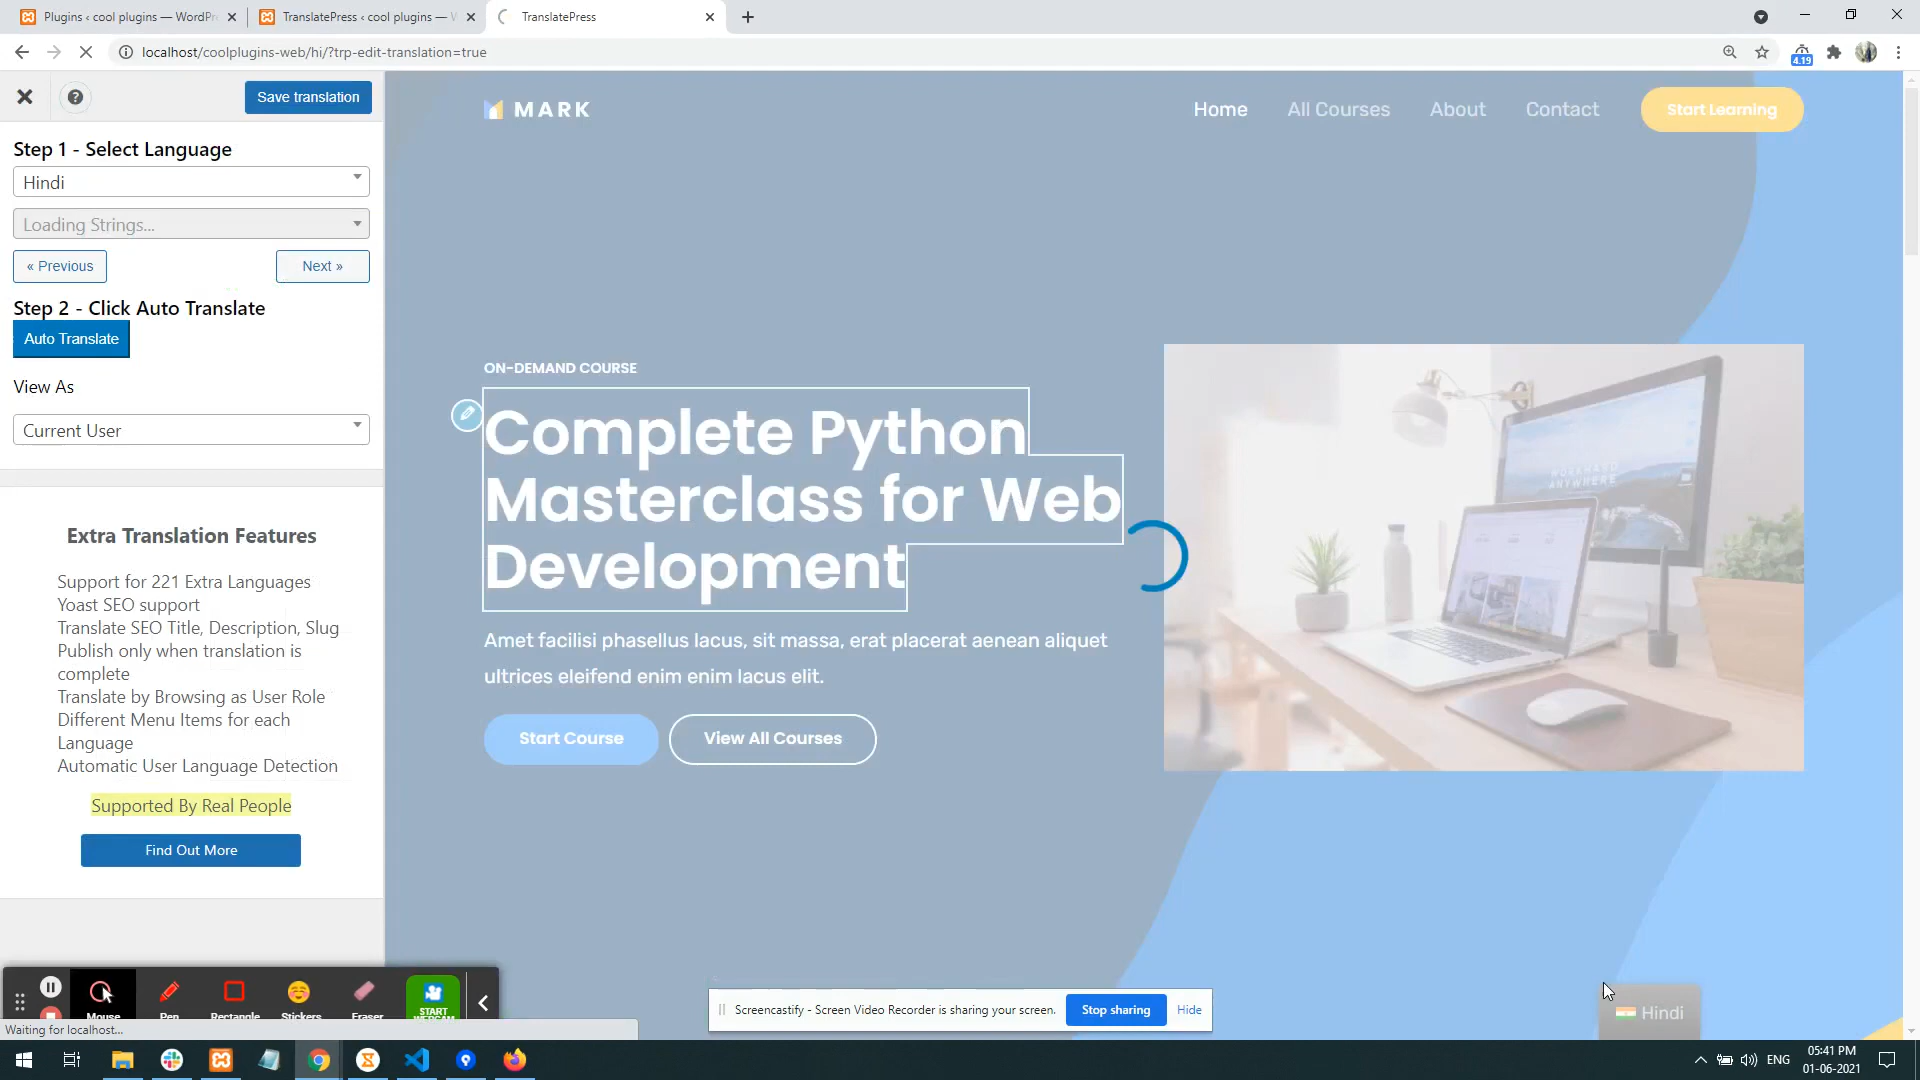 Plugins ‹ cool plugins — WordPr
TranslatePress ‹ cool plugins — W
TranslatePress
localhost/coolplugins-web/hi/?trp-edit-translation=true
4.19
Save translation
Step 1 - Select Language
Hindi
Loading Strings...
« Previous
Next »
Step 2 - Click Auto Translate
Auto Translate
View As
Current User
Extra Translation Features
Support for 221 Extra Languages
Yoast SEO support
Translate SEO Title, Description, Slug
Publish only when translation is
complete
Translate by Browsing as User Role
Different Menu Items for each
Language
Automatic User Language Detection
Supported By Real People
Find Out More
MARK
Home
All Courses
About
Contact
Start Learning
ON-DEMAND COURSE
Complete Python
Masterclass for Web
Development
Amet facilisi phasellus lacus, sit massa, erat placerat aenean aliquet
ultrices eleifend enim enim lacus elit.
Start Course
View All Courses
WORKHARD
ANYWHERE
Hindi
Mouse
Pen
Rectangle
Stickers
Eraser
START
WEBCAM
Screencastify - Screen Video Recorder is sharing your screen.
Stop sharing
Hide
Waiting for localhost...
ENG
05:41 PM
01-06-2021